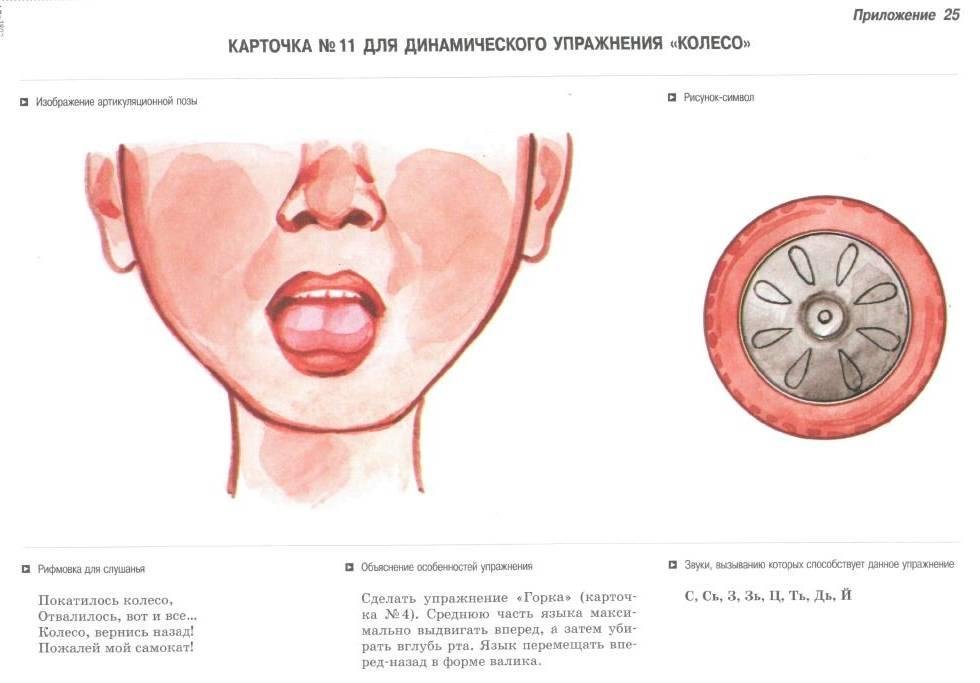 Приложение 25
КАРТОЧКА № 11 ДЛЯ ДИНАМИЧЕСКОГО УПРАЖНЕНИЯ «КОЛЕСО»
Изображение артикуляционной позы
Рисунок-символ
Рифмовка для слушанья
Покатилось колесо,
Отвалилось, вот и все...
Колесо, вернись назад!
Пожалей мой самокат!
Объяснение особенностей упражнения
Сделать упражнение «Горка» (карточ-
ка № 4). Среднюю часть языка макси-
мально выдвигать вперед, а затем уби-
рать вглубь рта. Язык перемещать впе-
ред-назад в форме валика.
Звуки, вызыванию которых способствует данное упражнение
С, Сь, З, Зь, Ц, Ть, Дь, Й